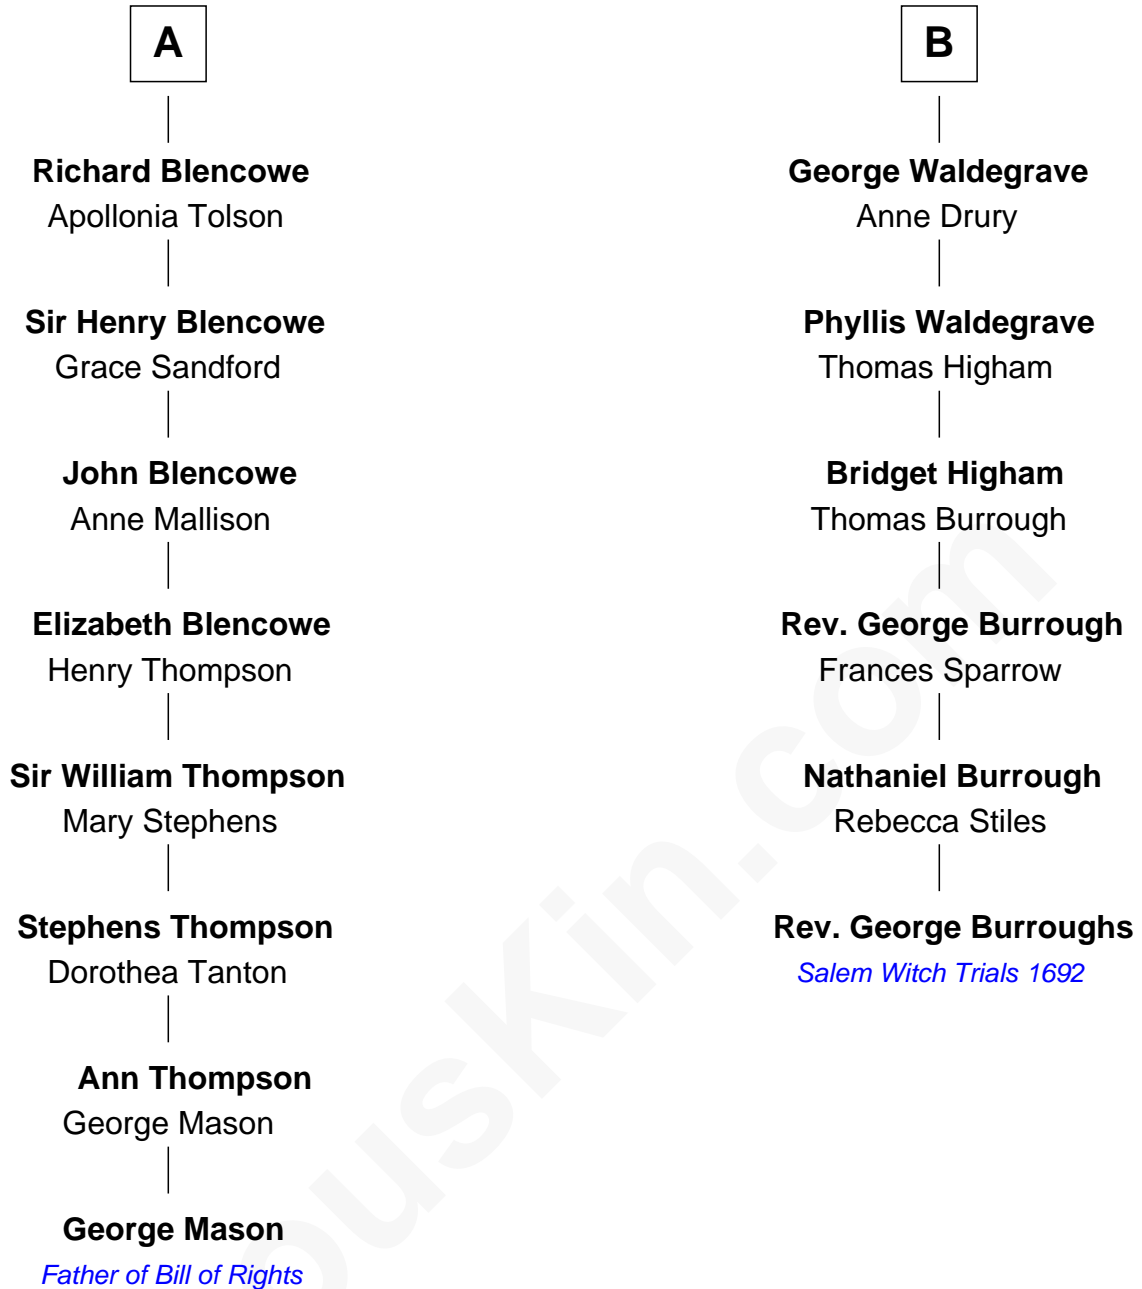 A
Richard Blencowe
Apollonia Tolson
Sir Henry Blencowe
Grace Sandford
John Blencowe
Anne Mallison
Elizabeth Blencowe
Henry Thompson
Sir William Thompson
Mary Stephens
Stephens Thompson
Dorothea Tanton
Ann Thompson
George Mason
George Mason
Father of Bill of Rights
B
George Waldegrave
Anne Drury
Phyllis Waldegrave
Thomas Higham
Bridget Higham
Thomas Burrough
Rev. George Burrough
Frances Sparrow
Nathaniel Burrough
Rebecca Stiles
Rev. George Burroughs
Salem Witch Trials 1692
ousKin.com